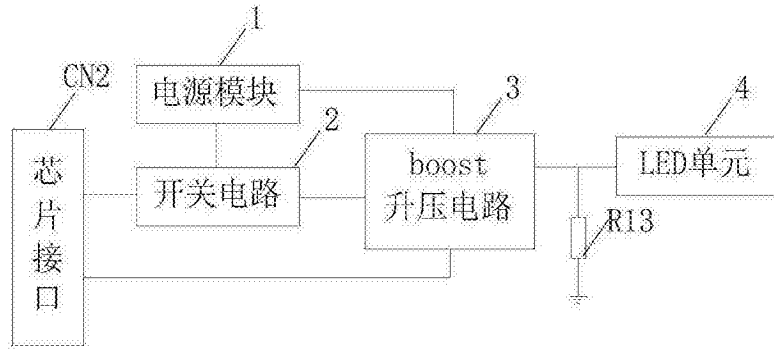 1
CN2
电源模块
2
3
4
芯片接口
开关电路
boost
升压电路
LED单元
R13